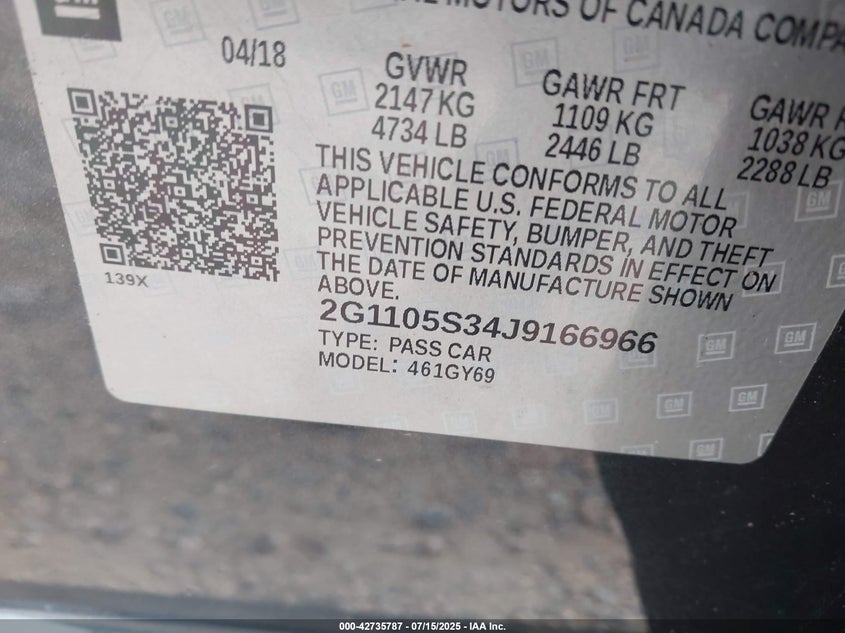 GM
MOTORS OF CANADA COMPA
04/18
GVWR
2147 KG
4734 LB
GAWR FRT
1109 KG
2446 LB
GAWR
1038 KG
2288 LB
THIS VEHICLE CONFORMS TO ALL
APPLICABLE U.S. FEDERAL MOTOR
VEHICLE SAFETY, BUMPER, AND THEFT
PREVENTION STANDARDS IN EFFECT ON
THE DATE OF MANUFACTURE SHOWN
ABOVE.
139X
2G1105S34J9166966
TYPE: PASS CAR
MODEL: 461GY69
000-42735787 - 07/15/2025 - IAA Inc.